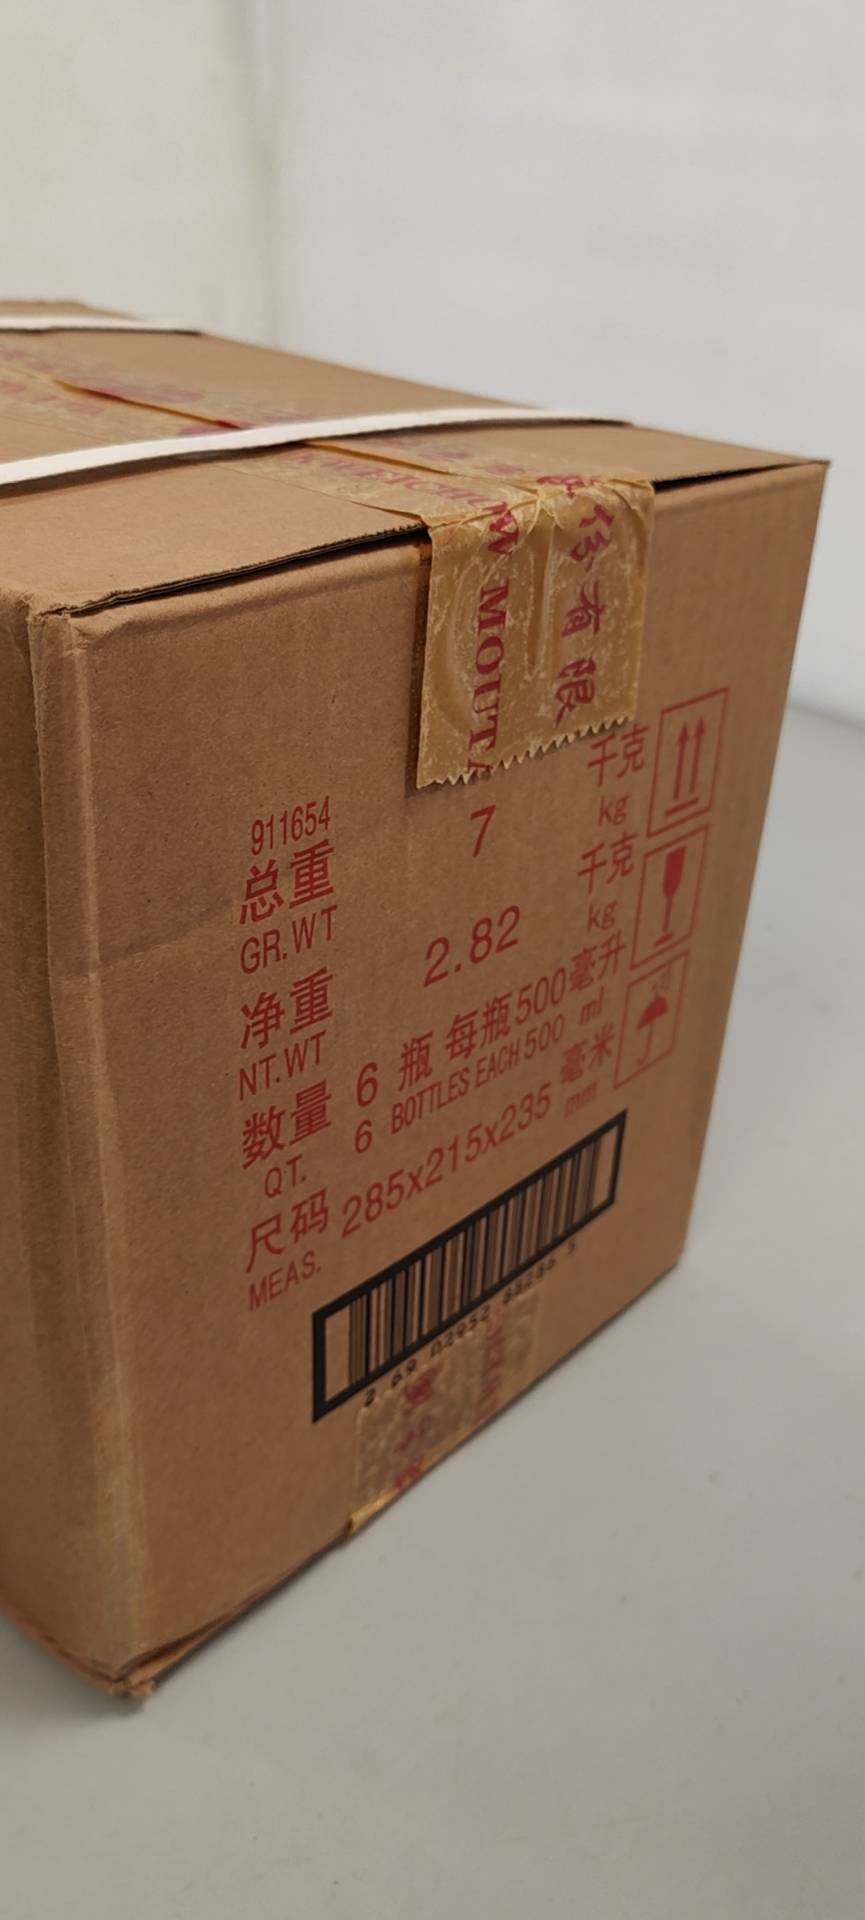 KWEICHOW MOUTA
份有限
千克
7 kg
911654
总重
GR.WT
千克
2.82 kg
净重
NT.WT
6 瓶 每瓶500毫升
6 BOTTLES EACH 500 ml
数量
QT.
285x215x235 毫米
mm
尺码
MEAS.